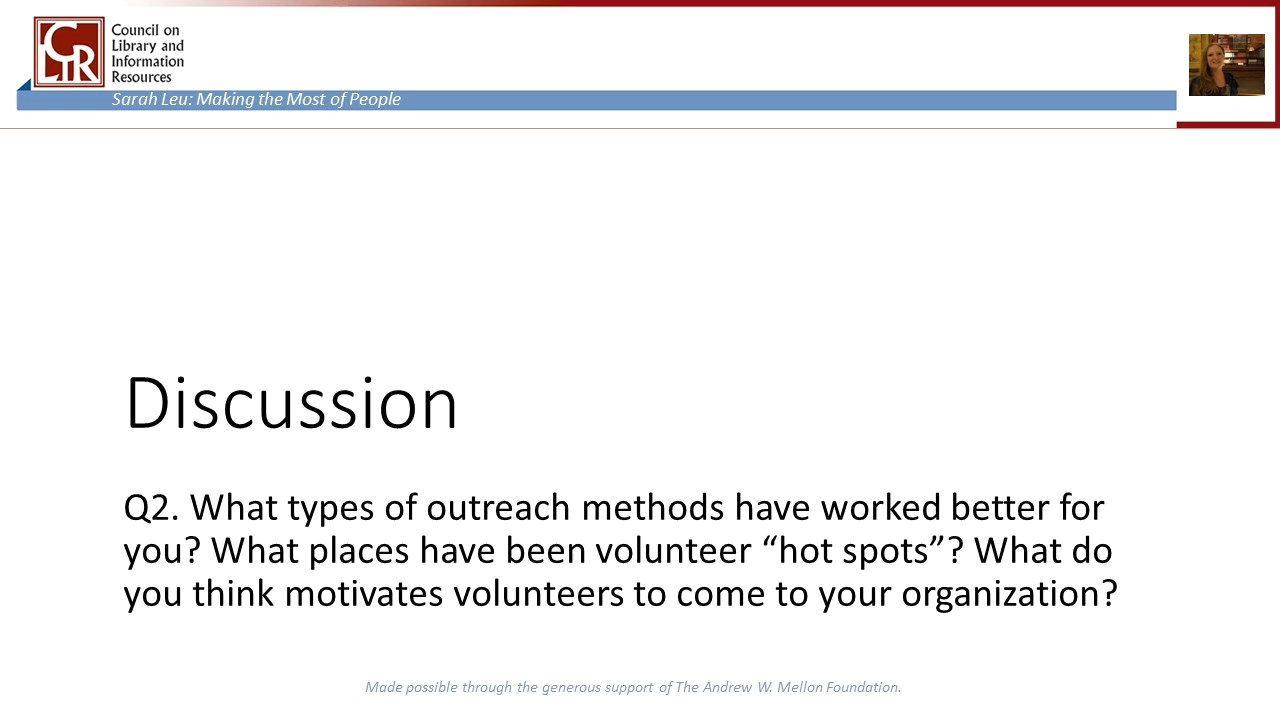 CLIR
Council on
Library and
Information
Resources
Sarah Leu: Making the Most of People
Discussion
Q2. What types of outreach methods have worked better for
you? What places have been volunteer “hot spots”? What do
you think motivates volunteers to come to your organization?
Made possible through the generous support of The Andrew W. Mellon Foundation.